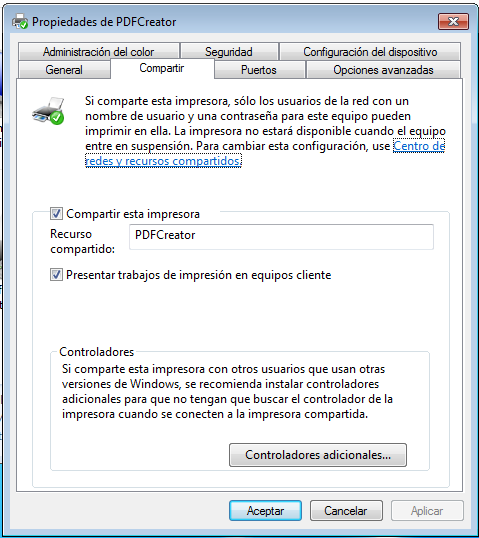 Propiedades de PDFCreator
Administración del color
Seguridad
Configuración del dispositivo
General
Compartir
Puertos
Opciones avanzadas
Si comparte esta impresora, sólo los usuarios de la red con un
nombre de usuario y una contraseña para este equipo pueden
imprimir en ella. La impresora no estará disponible cuando el equipo
entre en suspensión. Para cambiar esta configuración, use Centro de
redes y recursos compartidos.
Compartir esta impresora
Recurso
compartido:
PDFCreator
Presentar trabajos de impresión en equipos cliente
Controladores
Si comparte esta impresora con otros usuarios que usan otras
versiones de Windows, se recomienda instalar controladores
adicionales para que no tengan que buscar el controlador de la
impresora cuando se conecten a la impresora compartida.
Controladores adicionales...
Aceptar
Cancelar
Aplicar